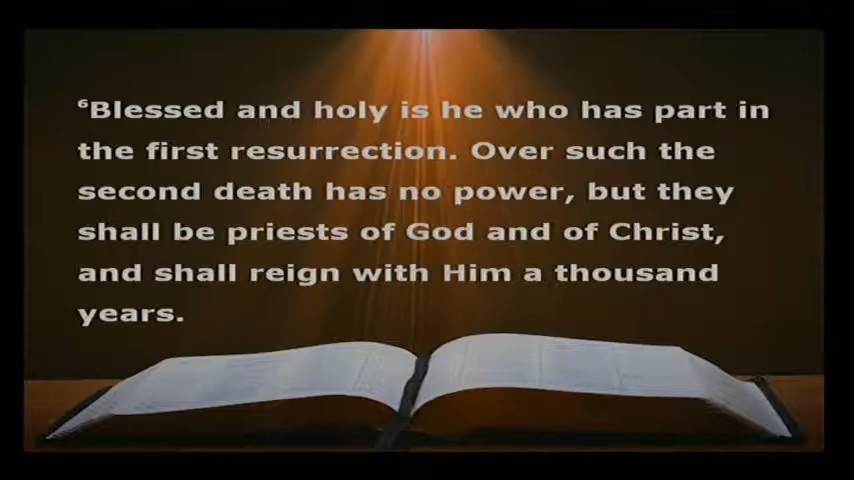 ⁶Blessed and holy is he who has part in
the first resurrection. Over such the
second death has no power, but they
shall be priests of God and of Christ,
and shall reign with Him a thousand
years.